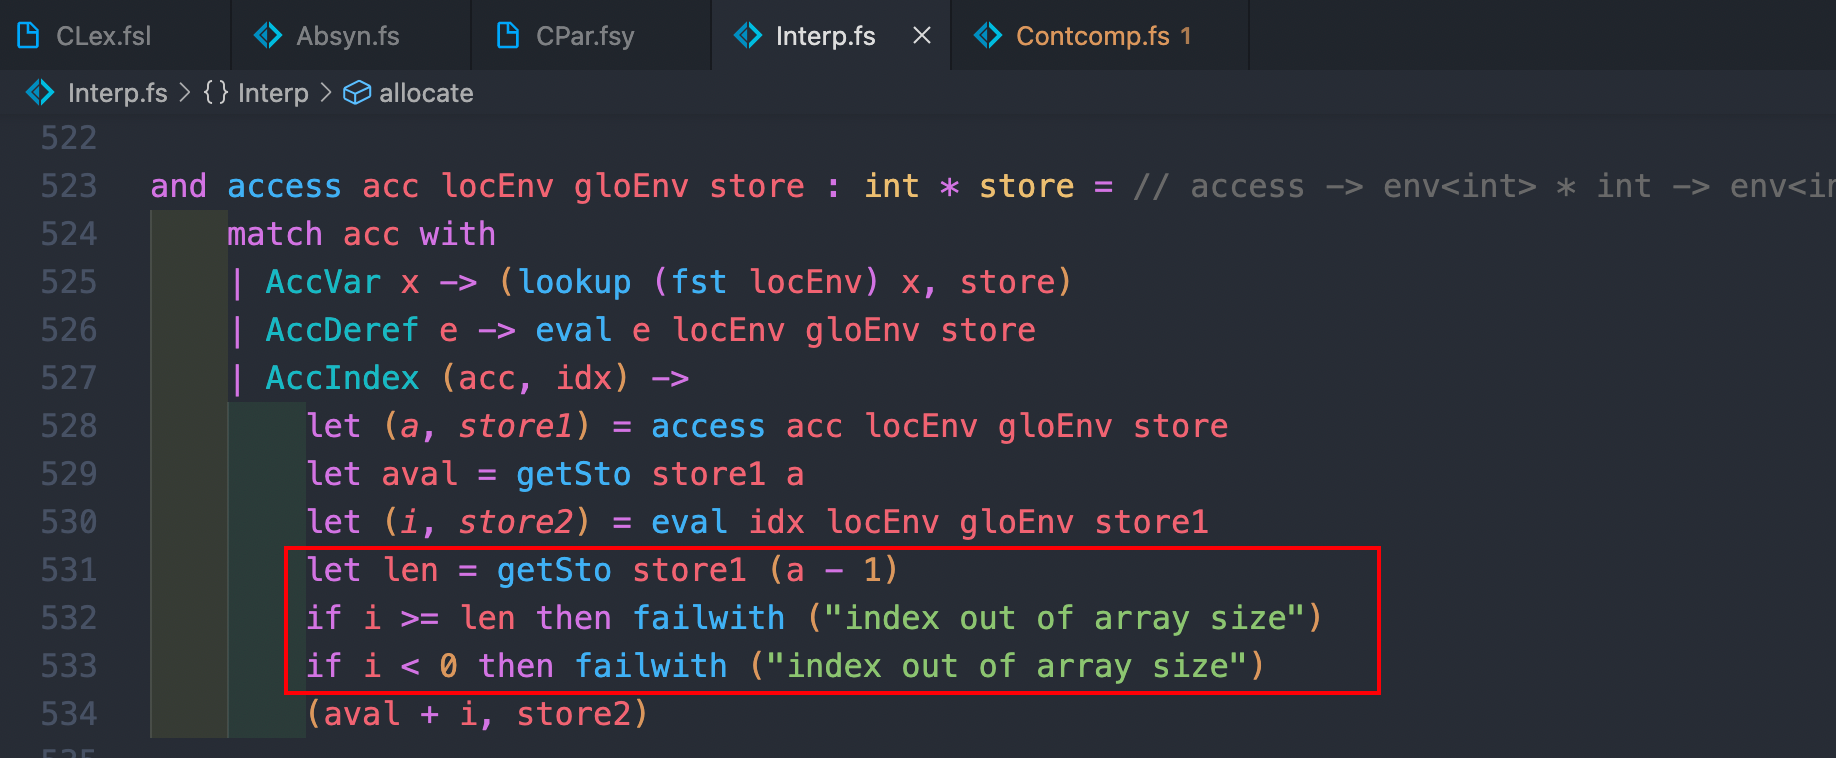 CLex.fsl Absyn.fs CPar.fsy Interp.fs Contcomp.fs 1
Interp.fs > {} Interp > allocate
522
523 and access acc locEnv gloEnv store : int * store = // access -> env<int> * int -> env<in
524 match acc with
525 | AccVar x -> (lookup (fst locEnv) x, store)
526 | AccDeref e -> eval e locEnv gloEnv store
527 | AccIndex (acc, idx) ->
528 let (a, store1) = access acc locEnv gloEnv store
529 let aval = getSto store1 a
530 let (i, store2) = eval idx locEnv gloEnv store1
531 let len = getSto store1 (a - 1)
532 if i >= len then failwith ("index out of array size")
533 if i < 0 then failwith ("index out of array size")
534 (aval + i, store2)
535